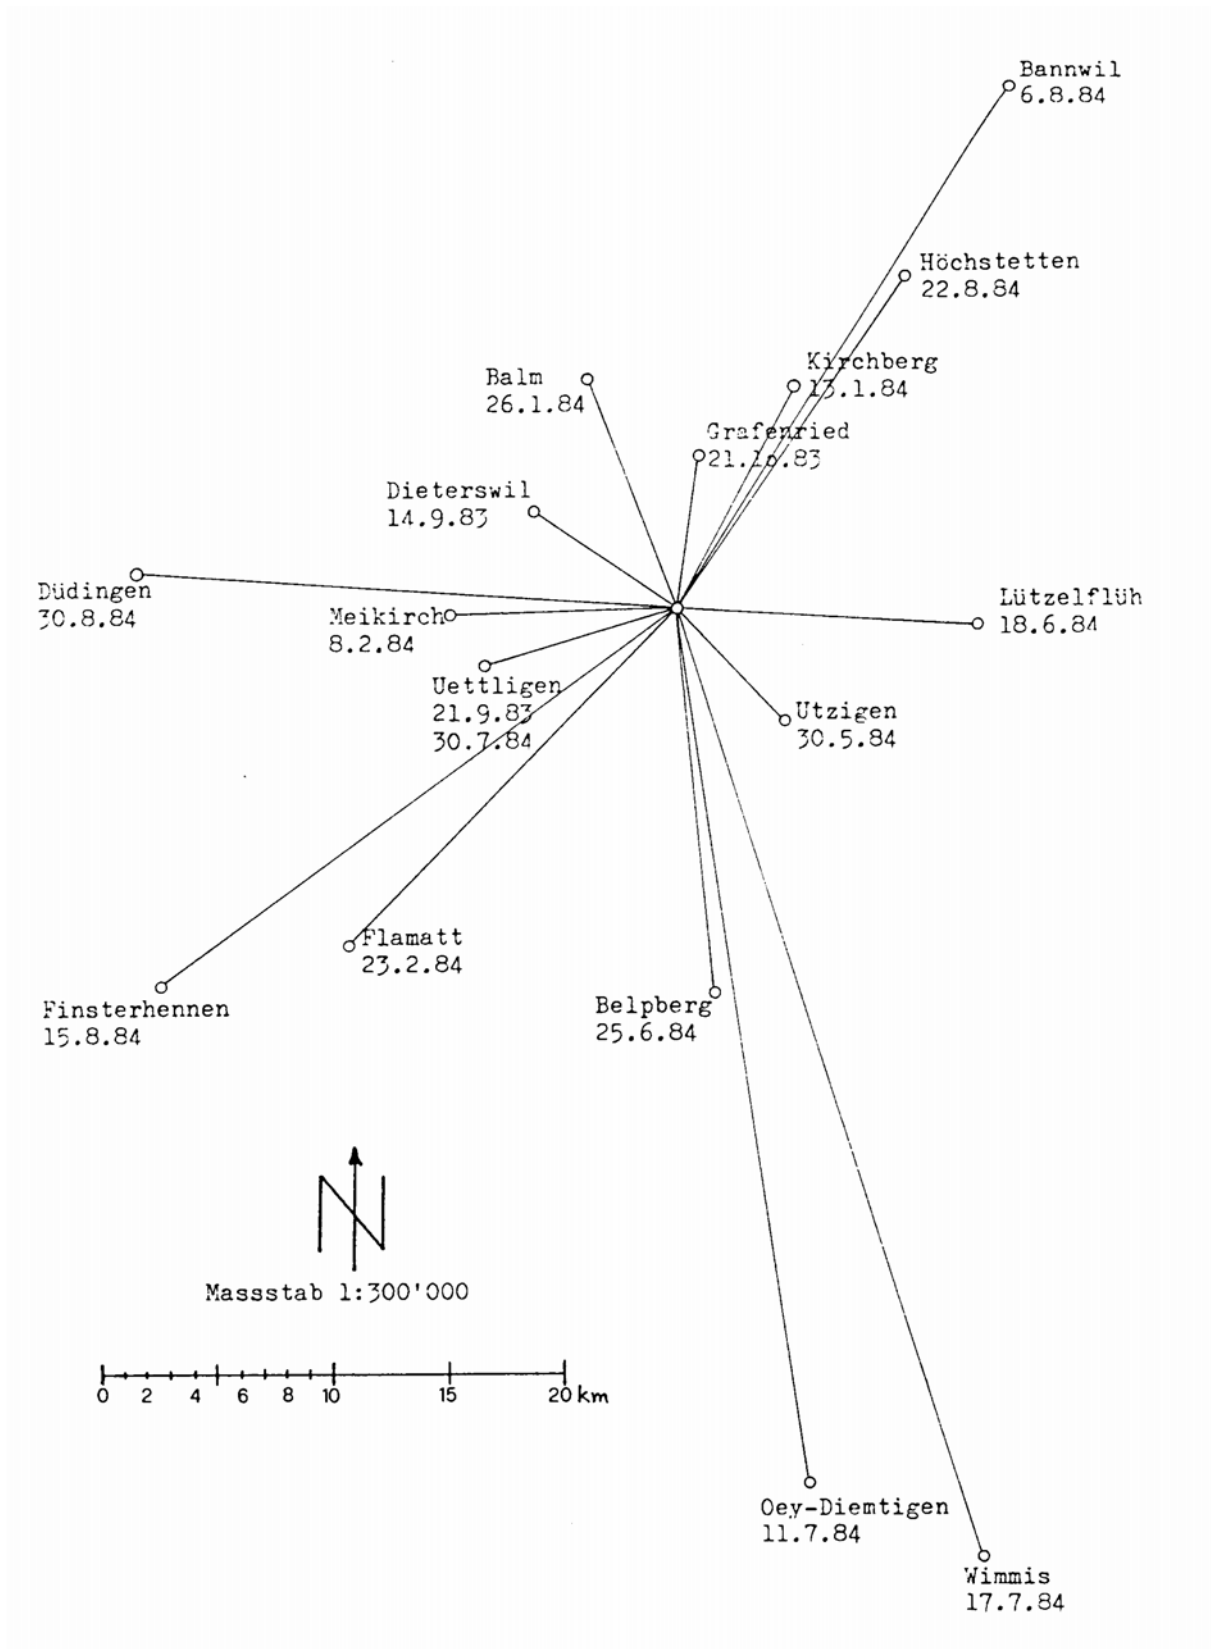 Bannwil
6.8.84
Höchstetten
22.8.84
Kirchberg
13.1.84
Balm
26.1.84
Grafenried
21.10.83
Dieterswil
14.9.83
Düdingen
30.8.84
Meikirch
8.2.84
Lützelflüh
18.6.84
Uettligen
21.9.83
30.7.84
Utzigen
30.5.84
Flamatt
23.2.84
Finsterhennen
15.8.84
Belpberg
25.6.84
N
Massstab 1:300'000
0 2 4 6 8 10 15 20 km
Oey-Diemtigen
11.7.84
Wimmis
17.7.84